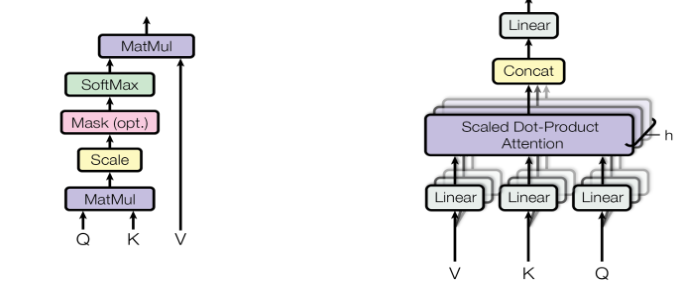 MatMul
SoftMax
Mask (opt.)
Scale
MatMul
Q K V
Linear
Concat
Scaled Dot-Product
Attention
h
Linear Linear Linear
V K Q